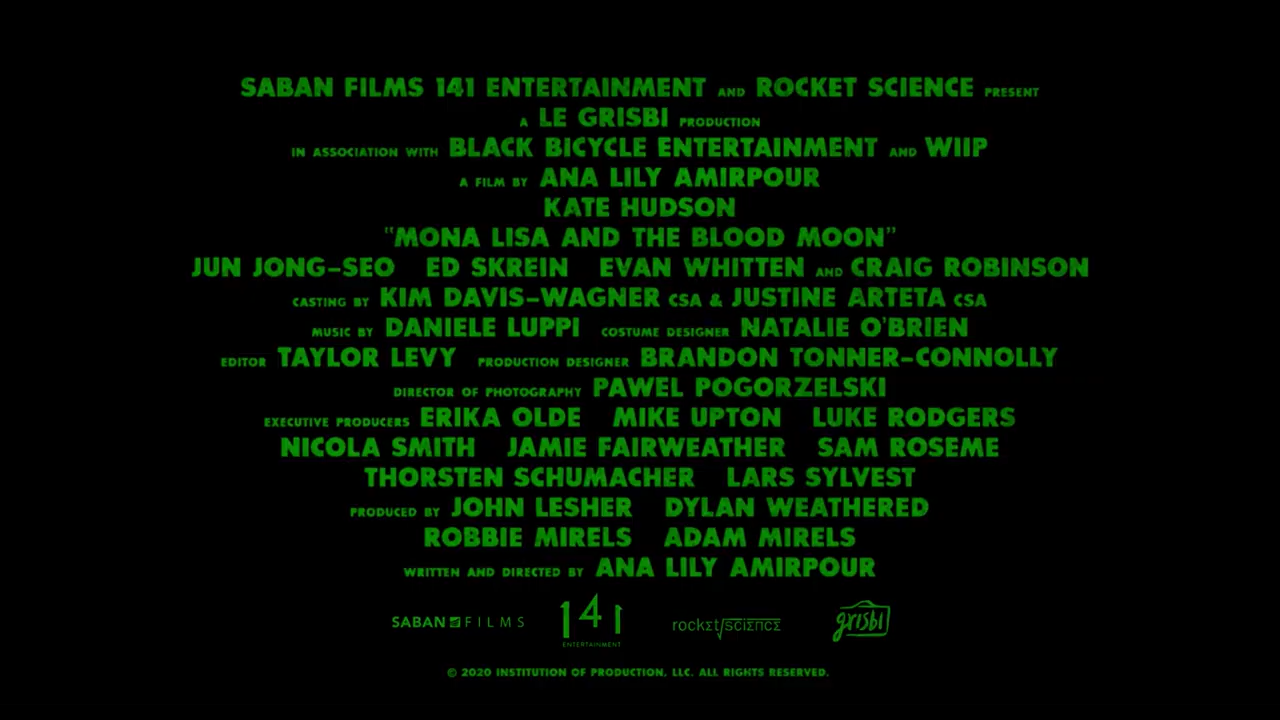 SABAN FILMS 141 ENTERTAINMENT AND ROCKET SCIENCE PRESENT
A LE GRISBI PRODUCTION
IN ASSOCIATION WITH BLACK BICYCLE ENTERTAINMENT AND WIIP
A FILM BY ANA LILY AMIRPOUR
KATE HUDSON
"MONA LISA AND THE BLOOD MOON"
JUN JONG-SEO ED SKREIN EVAN WHITTEN AND CRAIG ROBINSON
CASTING BY KIM DAVIS-WAGNER CSA & JUSTINE ARTETA CSA
MUSIC BY DANIELE LUPPI COSTUME DESIGNER NATALIE O'BRIEN
EDITOR TAYLOR LEVY PRODUCTION DESIGNER BRANDON TONNER-CONNOLLY
DIRECTOR OF PHOTOGRAPHY PAWEL POGORZELSKI
EXECUTIVE PRODUCERS ERIKA OLDE MIKE UPTON LUKE RODGERS
NICOLA SMITH JAMIE FAIRWEATHER SAM ROSEME
THORSTEN SCHUMACHER LARS SYLVEST
PRODUCED BY JOHN LESHER DYLAN WEATHERED
ROBBIE MIRELS ADAM MIRELS
WRITTEN AND DIRECTED BY ANA LILY AMIRPOUR
SABAN FILMS 141 ENTERTAINMENT rockΣt sciΣncΣ grisbi
© 2020 INSTITUTION OF PRODUCTION, LLC. ALL RIGHTS RESERVED.